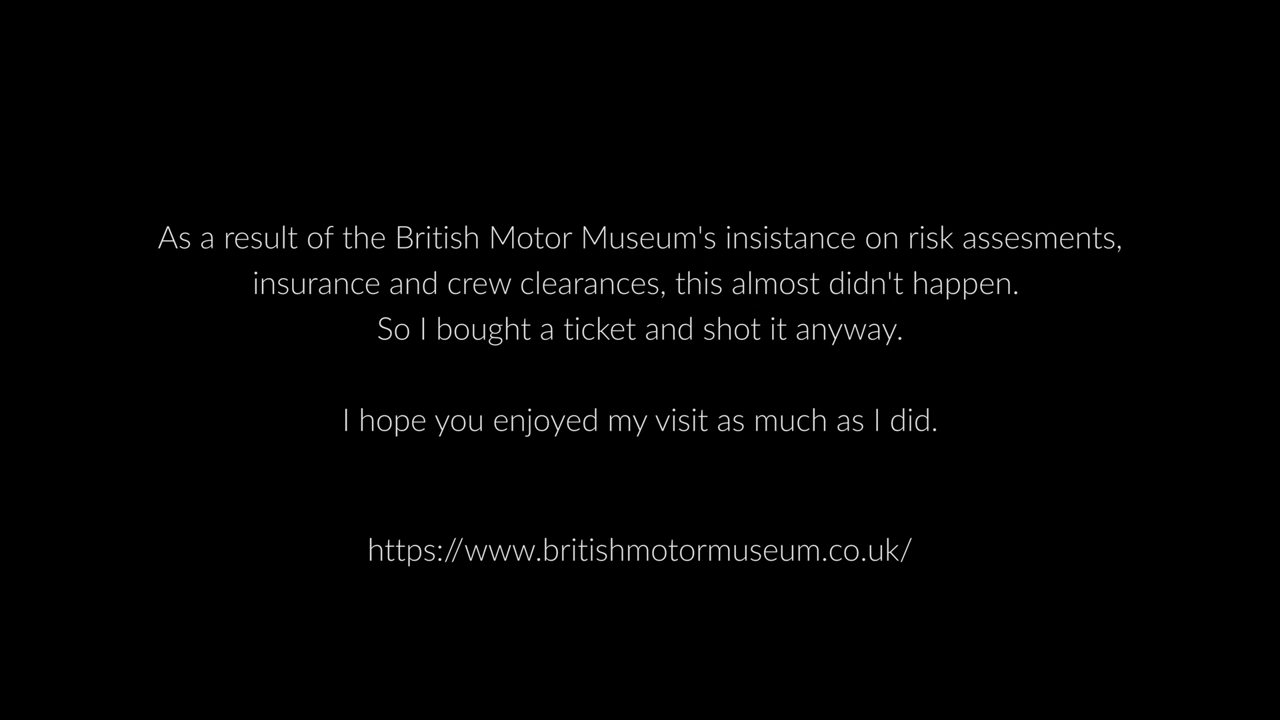 As a result of the British Motor Museum's insistance on risk assesments,
insurance and crew clearances, this almost didn't happen.
So I bought a ticket and shot it anyway.
I hope you enjoyed my visit as much as I did.
https://www.britishmotormuseum.co.uk/